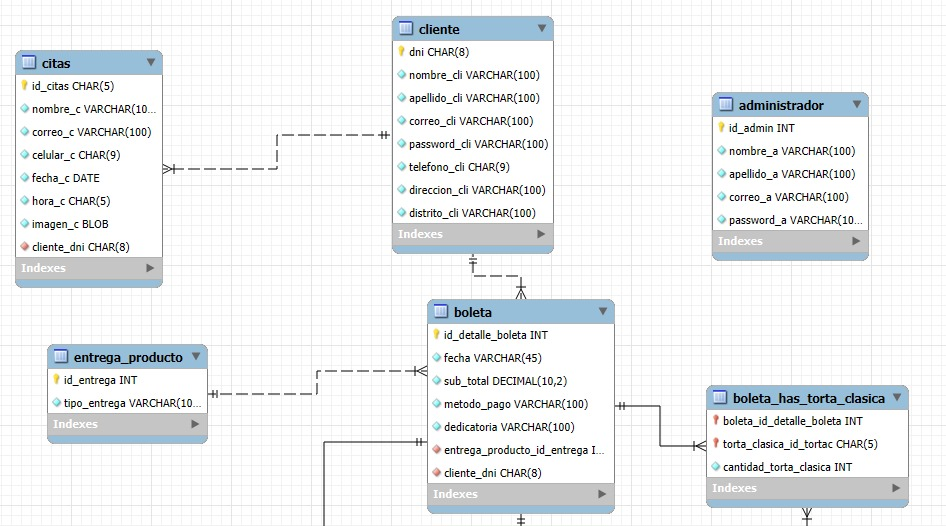 cliente
dni CHAR(8)
nombre_cli VARCHAR(100)
apellido_cli VARCHAR(100)
correo_cli VARCHAR(100)
password_cli VARCHAR(100)
telefono_cli CHAR(9)
direccion_cli VARCHAR(100)
distrito_cli VARCHAR(100)
Indexes
citas
id_citas CHAR(5)
nombre_c VARCHAR(10...
correo_c VARCHAR(100)
celular_c CHAR(9)
fecha_c DATE
hora_c CHAR(5)
imagen_c BLOB
cliente_dni CHAR(8)
Indexes
administrador
id_admin INT
nombre_a VARCHAR(100)
apellido_a VARCHAR(100)
correo_a VARCHAR(100)
password_a VARCHAR(10...
Indexes
boleta
id_detalle_boleta INT
fecha VARCHAR(45)
sub_total DECIMAL(10,2)
metodo_pago VARCHAR(100)
dedicatoria VARCHAR(100)
entrega_producto_id_entrega I...
cliente_dni CHAR(8)
Indexes
entrega_producto
id_entrega INT
tipo_entrega VARCHAR(10...
Indexes
boleta_has_torta_clasica
boleta_id_detalle_boleta INT
torta_clasica_id_tortac CHAR(5)
cantidad_torta_clasica INT
Indexes